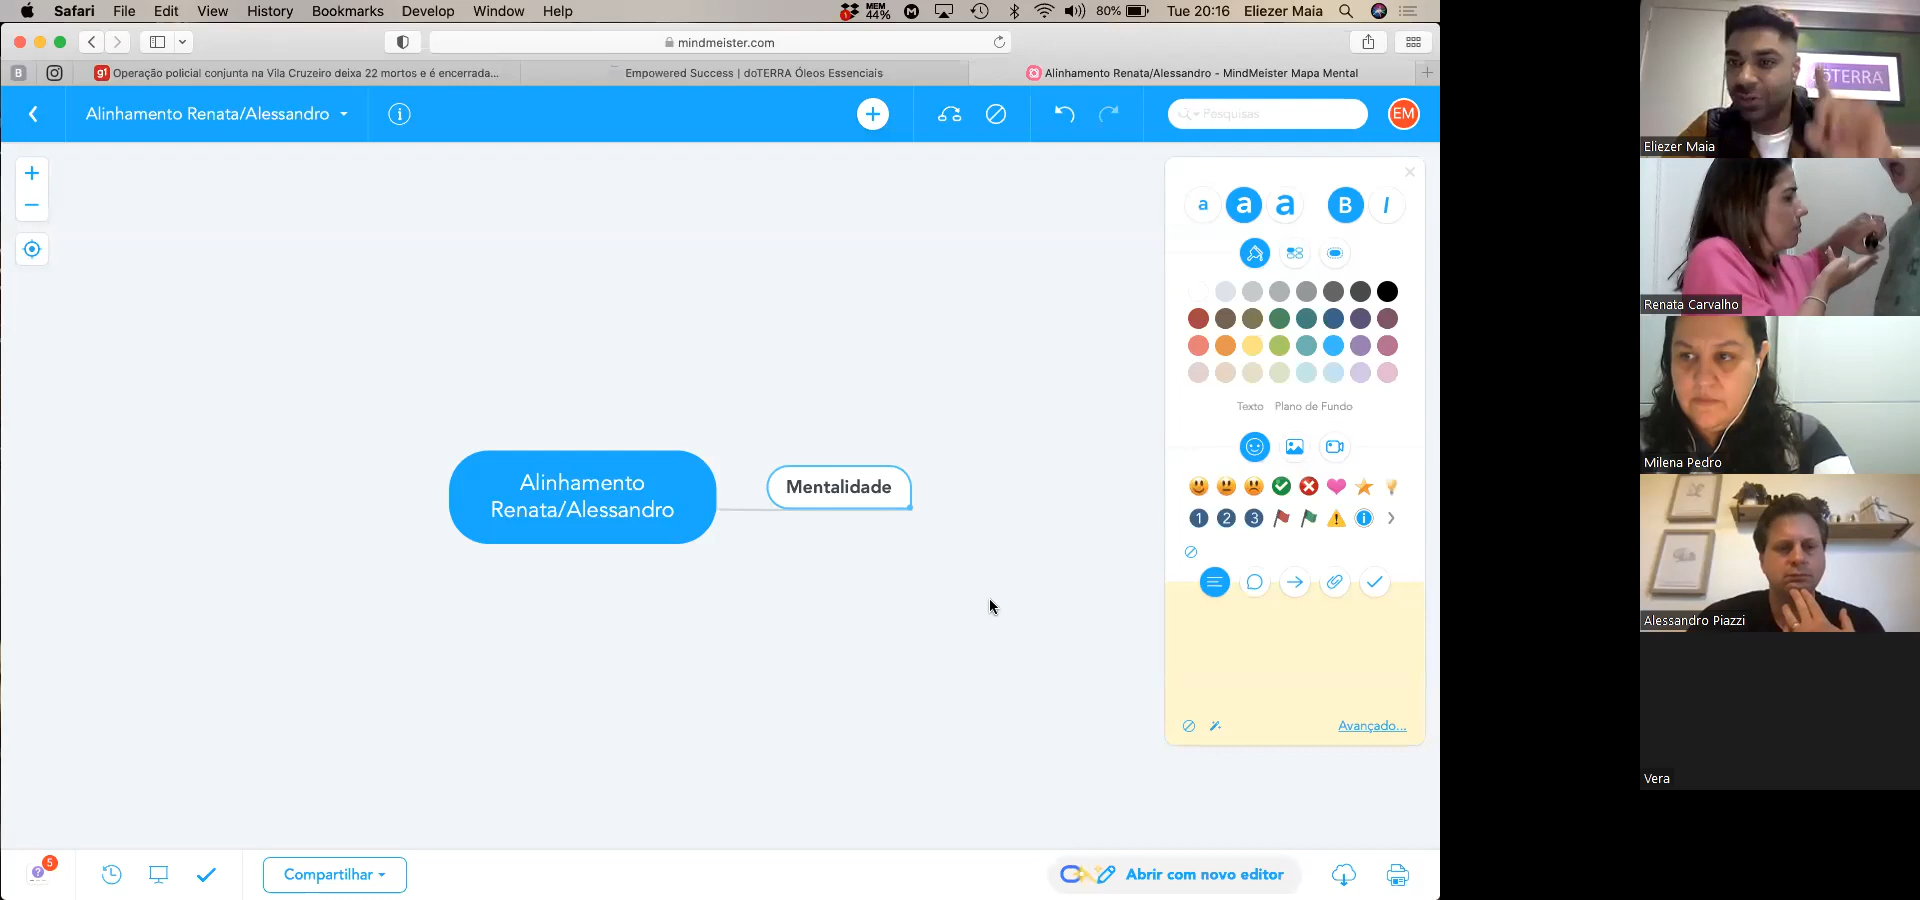 Safari File Edit View History Bookmarks Develop Window Help
MEM 44% 80% Tue 20:16 Eliezer Maia
mindmeister.com
B g1 Operação policial conjunta na Vila Cruzeiro deixa 22 mortos e é encerrada...
Empowered Success | doTERRA Óleos Essenciais
Alinhamento Renata/Alessandro - MindMeister Mapa Mental
Alinhamento Renata/Alessandro
Pesquisas
EM
a a a B I
Texto Plano de Fundo
1 2 3
Avançado...
Alinhamento
Renata/Alessandro
Mentalidade
5
Compartilhar
Abrir com novo editor
dōTERRA
Eliezer Maia
Renata Carvalho
Milena Pedro
Alessandro Piazzi
Vera